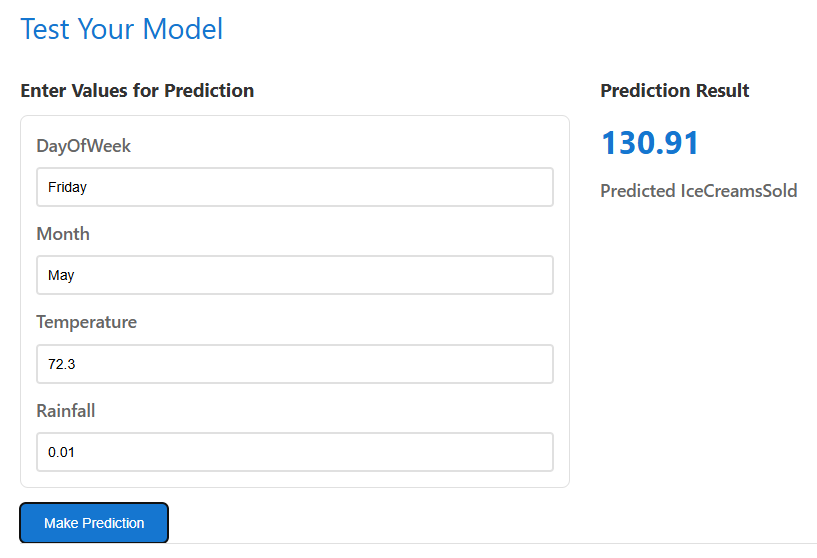 Test Your Model
Enter Values for Prediction
DayOfWeek
Friday
Month
May
Temperature
72.3
Rainfall
0.01
Make Prediction
Prediction Result
130.91
Predicted IceCreamsSold